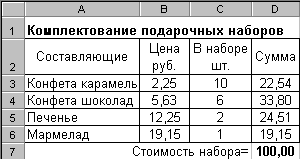 A B C D
1 Комплектование подарочных наборов
2 Составляющие Цена руб. В наборе шт. Сумма
3 Конфета карамель 2,25 10 22,54
4 Конфета шоколад 5,63 6 33,80
5 Печенье 12,25 2 24,51
6 Мармелад 19,15 1 19,15
7 Стоимость набора= 100,00